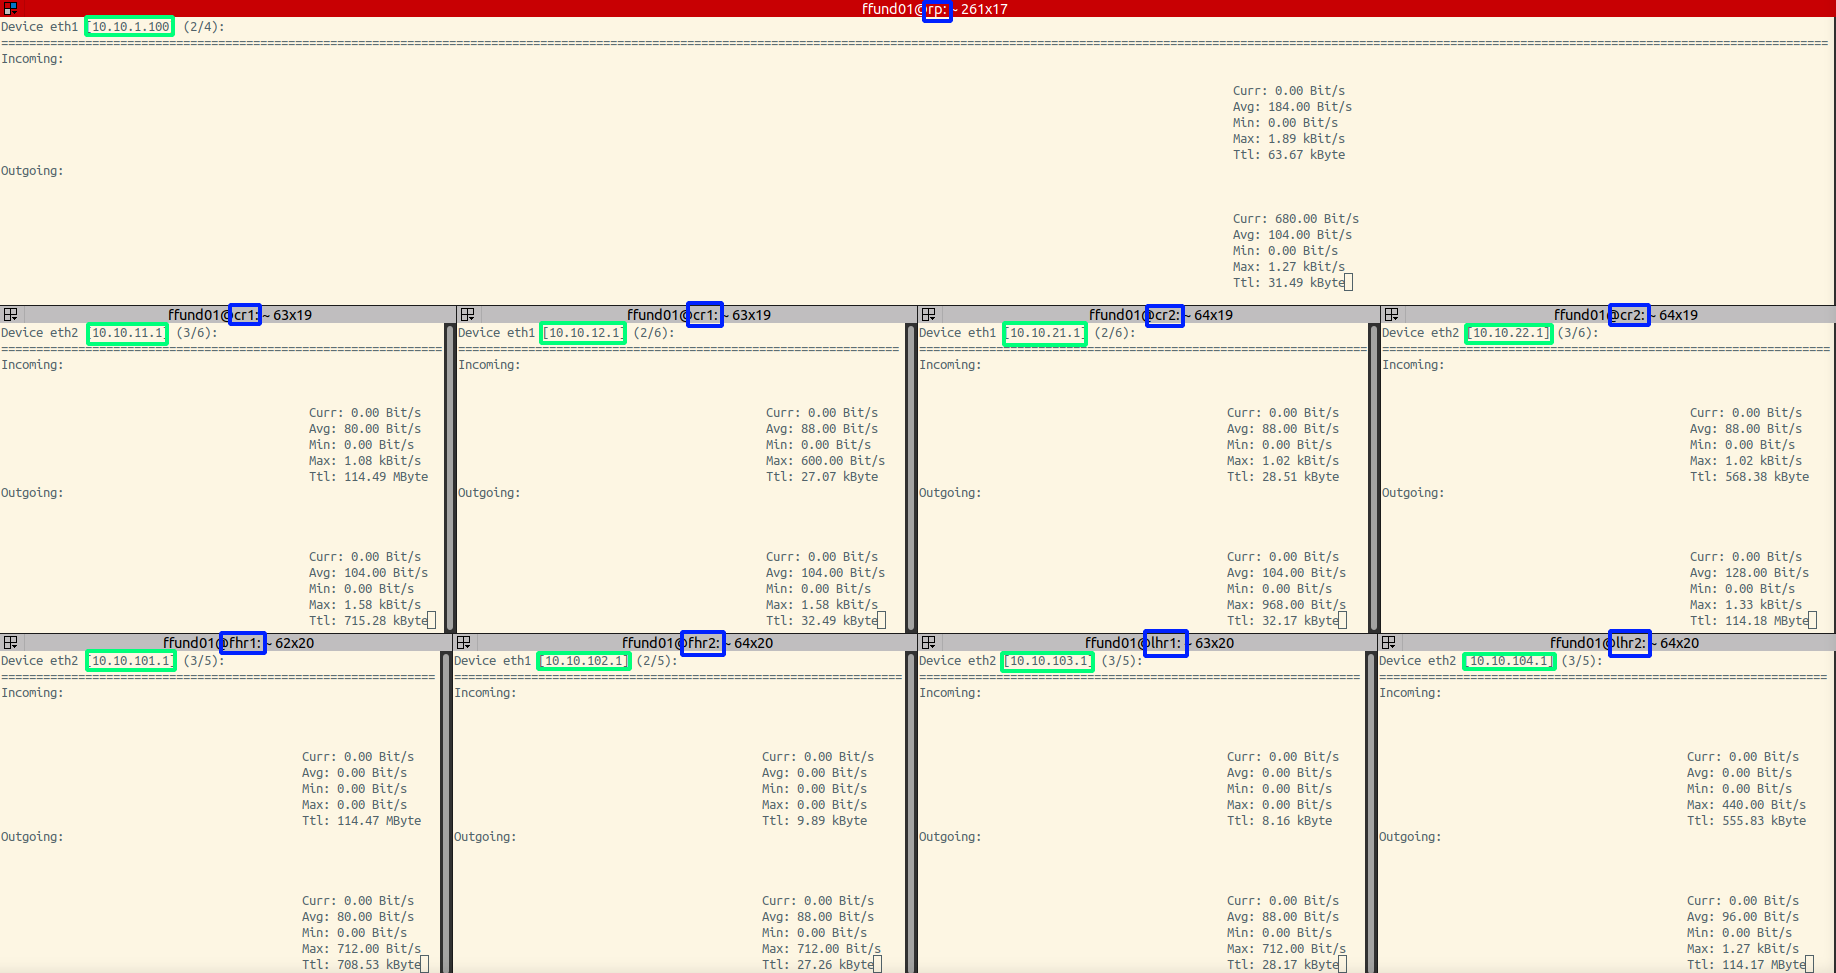 ffund01@rp: ~ 261x17
Device eth1 [10.10.1.100] (2/4):
Incoming:
Curr: 0.00 Bit/s
Avg: 184.00 Bit/s
Min: 0.00 Bit/s
Max: 1.89 kBit/s
Ttl: 63.67 kByte
Outgoing:
Curr: 680.00 Bit/s
Avg: 104.00 Bit/s
Min: 0.00 Bit/s
Max: 1.27 kBit/s
Ttl: 31.49 kByte
ffund01@cr1: ~ 63x19
Device eth2 [10.10.11.1] (3/6):
Incoming:
Curr: 0.00 Bit/s
Avg: 80.00 Bit/s
Min: 0.00 Bit/s
Max: 1.08 kBit/s
Ttl: 114.49 MByte
Outgoing:
Curr: 0.00 Bit/s
Avg: 104.00 Bit/s
Min: 0.00 Bit/s
Max: 1.58 kBit/s
Ttl: 715.28 kByte
ffund01@cr1: ~ 63x19
Device eth1 [10.10.12.1] (2/6):
Incoming:
Curr: 0.00 Bit/s
Avg: 88.00 Bit/s
Min: 0.00 Bit/s
Max: 600.00 Bit/s
Ttl: 27.07 kByte
Outgoing:
Curr: 0.00 Bit/s
Avg: 104.00 Bit/s
Min: 0.00 Bit/s
Max: 1.58 kBit/s
Ttl: 32.49 kByte
ffund01@cr2: ~ 64x19
Device eth1 [10.10.21.1] (2/6):
Incoming:
Curr: 0.00 Bit/s
Avg: 88.00 Bit/s
Min: 0.00 Bit/s
Max: 1.02 kBit/s
Ttl: 28.51 kByte
Outgoing:
Curr: 0.00 Bit/s
Avg: 104.00 Bit/s
Min: 0.00 Bit/s
Max: 968.00 Bit/s
Ttl: 32.17 kByte
ffund01@cr2: ~ 64x19
Device eth2 [10.10.22.1] (3/6):
Incoming:
Curr: 0.00 Bit/s
Avg: 88.00 Bit/s
Min: 0.00 Bit/s
Max: 1.02 kBit/s
Ttl: 568.38 kByte
Outgoing:
Curr: 0.00 Bit/s
Avg: 128.00 Bit/s
Min: 0.00 Bit/s
Max: 1.33 kBit/s
Ttl: 114.18 MByte
ffund01@fhr1: ~ 62x20
Device eth2 [10.10.101.1] (3/5):
Incoming:
Curr: 0.00 Bit/s
Avg: 0.00 Bit/s
Min: 0.00 Bit/s
Max: 0.00 Bit/s
Ttl: 114.47 MByte
Outgoing:
Curr: 0.00 Bit/s
Avg: 80.00 Bit/s
Min: 0.00 Bit/s
Max: 712.00 Bit/s
Ttl: 708.53 kByte
ffund01@fhr2: ~ 64x20
Device eth1 [10.10.102.1] (2/5):
Incoming:
Curr: 0.00 Bit/s
Avg: 0.00 Bit/s
Min: 0.00 Bit/s
Max: 0.00 Bit/s
Ttl: 9.89 kByte
Outgoing:
Curr: 0.00 Bit/s
Avg: 88.00 Bit/s
Min: 0.00 Bit/s
Max: 712.00 Bit/s
Ttl: 27.26 kByte
ffund01@lhr1: ~ 63x20
Device eth2 [10.10.103.1] (3/5):
Incoming:
Curr: 0.00 Bit/s
Avg: 0.00 Bit/s
Min: 0.00 Bit/s
Max: 0.00 Bit/s
Ttl: 8.16 kByte
Outgoing:
Curr: 0.00 Bit/s
Avg: 88.00 Bit/s
Min: 0.00 Bit/s
Max: 712.00 Bit/s
Ttl: 28.17 kByte
ffund01@lhr2: ~ 64x20
Device eth2 [10.10.104.1] (3/5):
Incoming:
Curr: 0.00 Bit/s
Avg: 0.00 Bit/s
Min: 0.00 Bit/s
Max: 440.00 Bit/s
Ttl: 555.83 kByte
Outgoing:
Curr: 0.00 Bit/s
Avg: 96.00 Bit/s
Min: 0.00 Bit/s
Max: 1.27 kBit/s
Ttl: 114.17 MByte